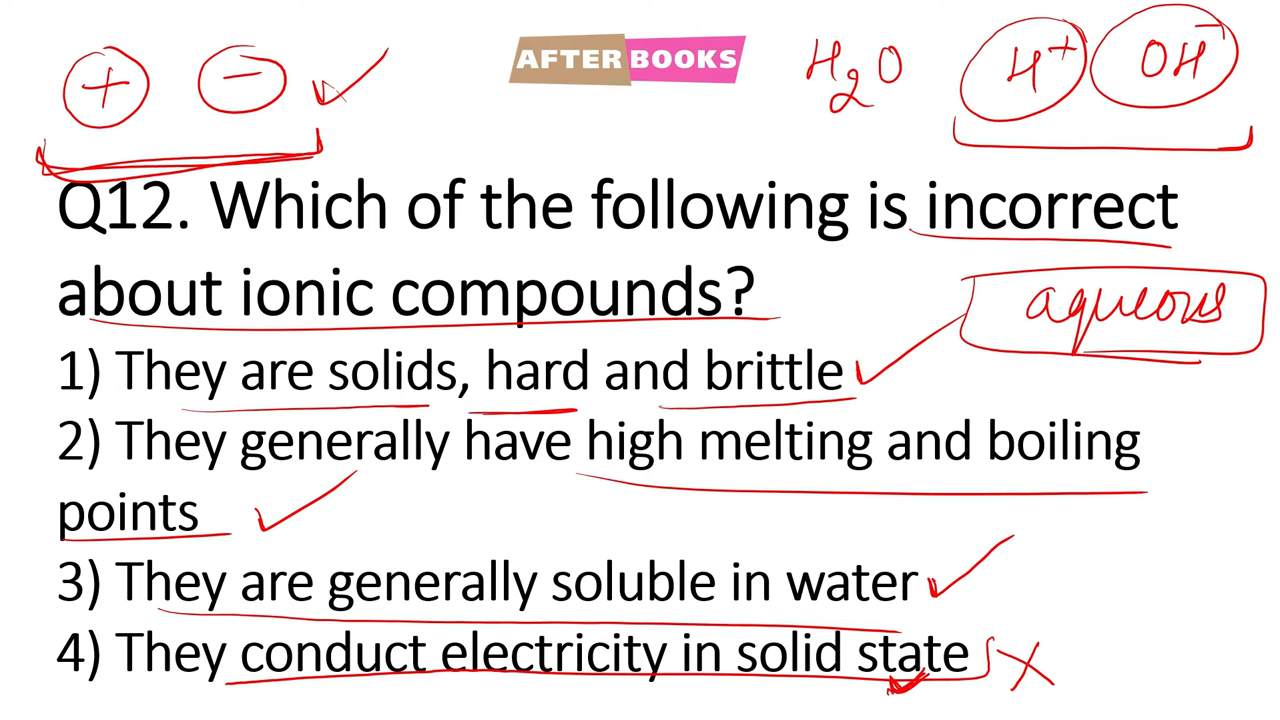 + −
AFTER BOOKS
H2O H+ OH−
Q12. Which of the following is incorrect
about ionic compounds?
aqueous
1) They are solids, hard and brittle
2) They generally have high melting and boiling
points
3) They are generally soluble in water
4) They conduct electricity in solid state